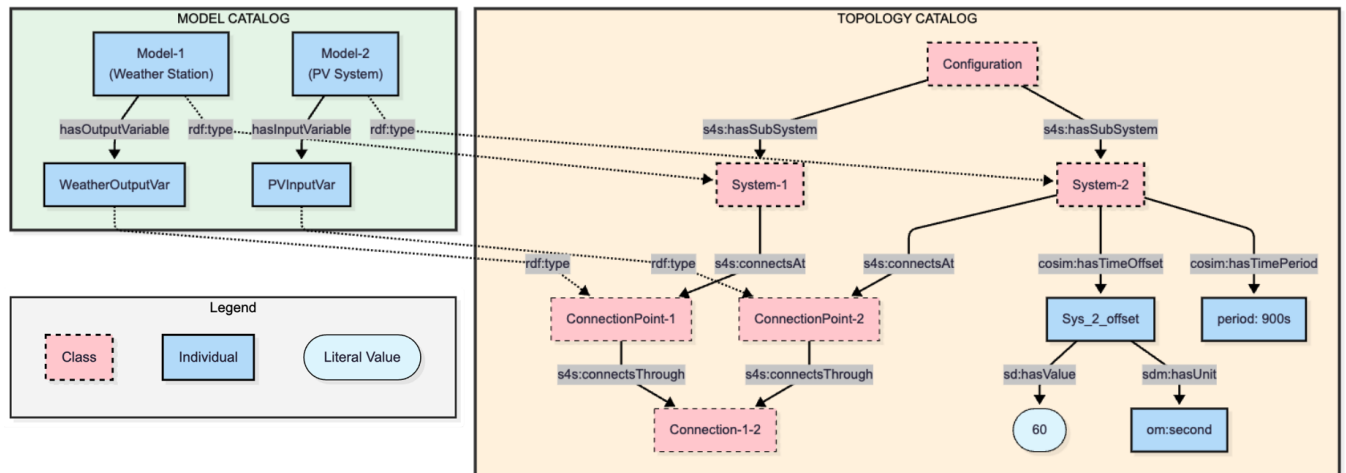 MODEL CATALOG
Model-1
(Weather Station)
Model-2
(PV System)
hasOutputVariable
rdf:type
hasInputVariable
rdf:type
WeatherOutputVar
PVInputVar
TOPOLOGY CATALOG
Configuration
s4s:hasSubSystem
s4s:hasSubSystem
System-1
System-2
rdf:type
rdf:type
s4s:connectsAt
s4s:connectsAt
cosim:hasTimeOffset
cosim:hasTimePeriod
ConnectionPoint-1
ConnectionPoint-2
Sys_2_offset
period: 900s
s4s:connectsThrough
s4s:connectsThrough
sd:hasValue
sdm:hasUnit
Connection-1-2
60
om:second
Legend
Class
Individual
Literal Value